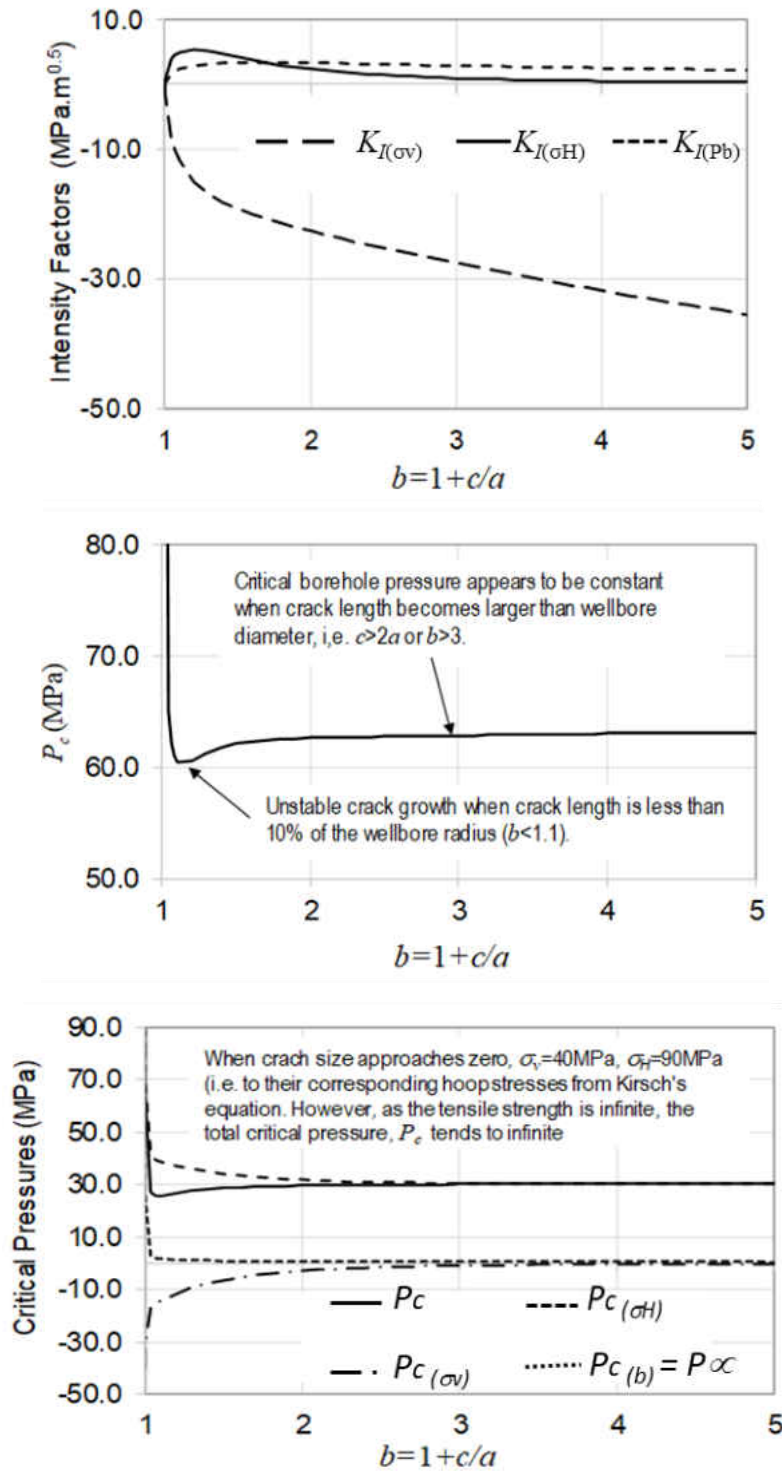 10.0
-10.0
-30.0
-50.0
Intensity Factors (MPa.m^0.5)
K_I(σv) K_I(σH) K_I(Pb)
1 2 3 4 5
b=1+c/a
80.0
70.0
60.0
50.0
P_c (MPa)
Critical borehole pressure appears to be constant
when crack length becomes larger than wellbore
diameter, i,e. c>2a or b>3.
Unstable crack growth when crack length is less than
10% of the wellbore radius (b<1.1).
1 2 3 4 5
b=1+c/a
90.0
70.0
50.0
30.0
10.0
-10.0
-30.0
-50.0
Critical Pressures (MPa)
When crach size approaches zero, σ_v=40MPa, σ_H=90MPa
(i.e. to their corresponding hoop stresses from Kirsch's
equation. However, as the tensile strength is infinite, the
total critical pressure, P_c tends to infinite
Pc Pc (σH)
Pc (σv) Pc (b) = P∝
1 2 3 4 5
b=1+c/a